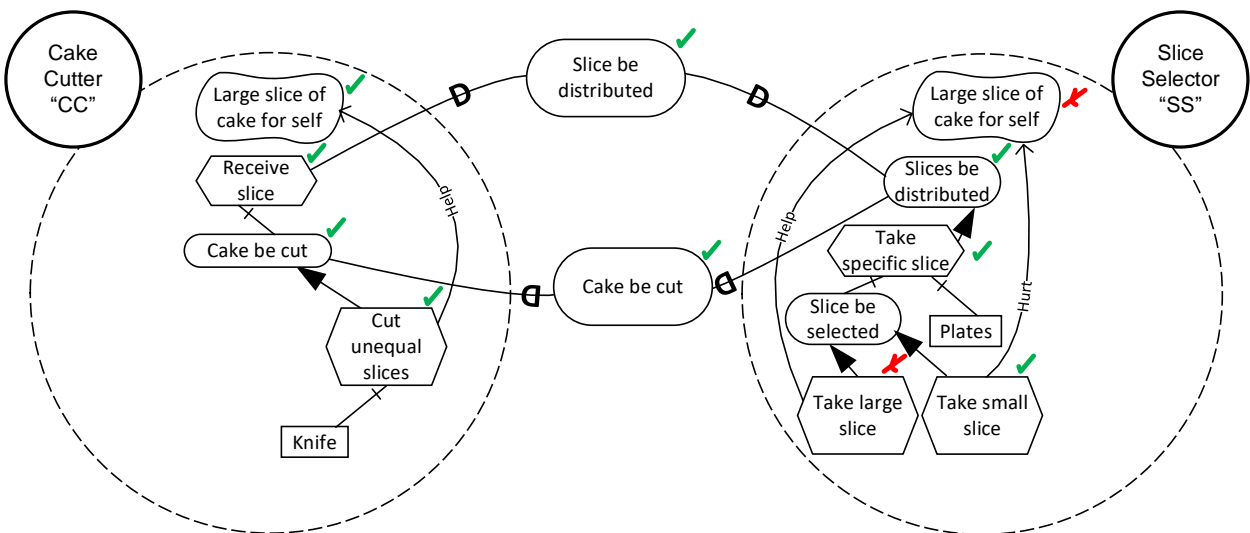 Cake
Cutter
“CC”
Large slice of
cake for self
Receive
slice
Cake be cut
Cut
unequal
slices
Knife
Help
D
Slice be
distributed
D
D
Cake be cut
D
Slice
Selector
“SS”
Large slice of
cake for self
Slices be
distributed
Take
specific slice
Slice be
selected
Plates
Take large
slice
Take small
slice
Help
Hurt